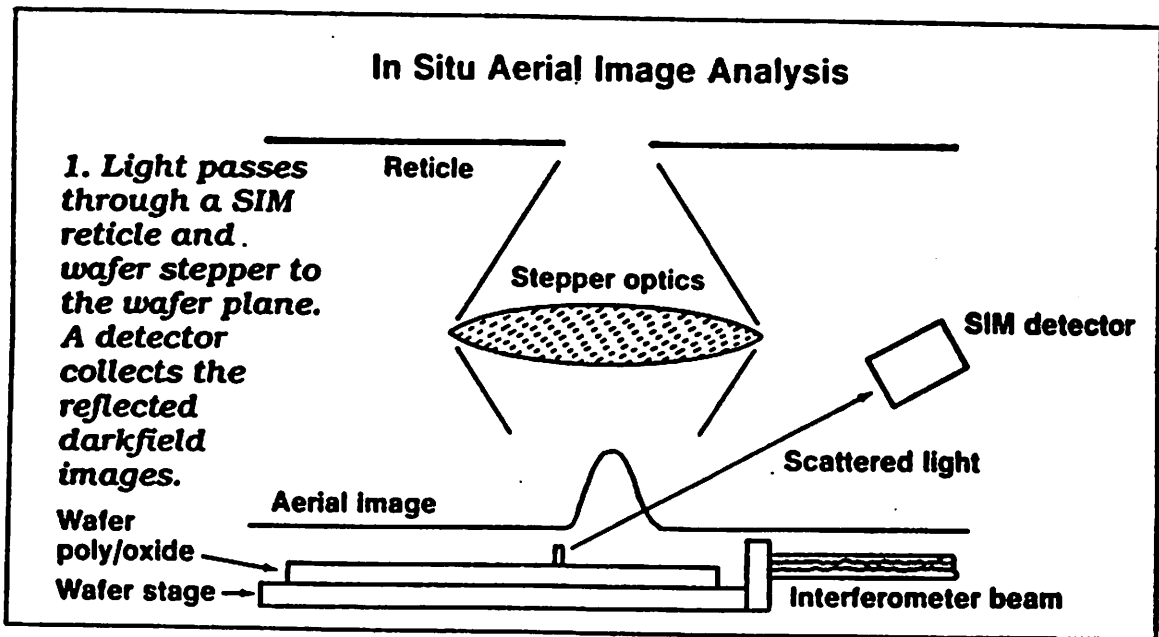 In Situ Aerial Image Analysis
Reticle
1. Light passes
through a SIM
reticle and.
wafer stepper to
the wafer plane.
A detector
collects the
reflected
darkfield
images.
Stepper optics
SIM detector
Scattered light
Aerial image
Wafer
poly/oxide
Wafer stage
Interferometer beam